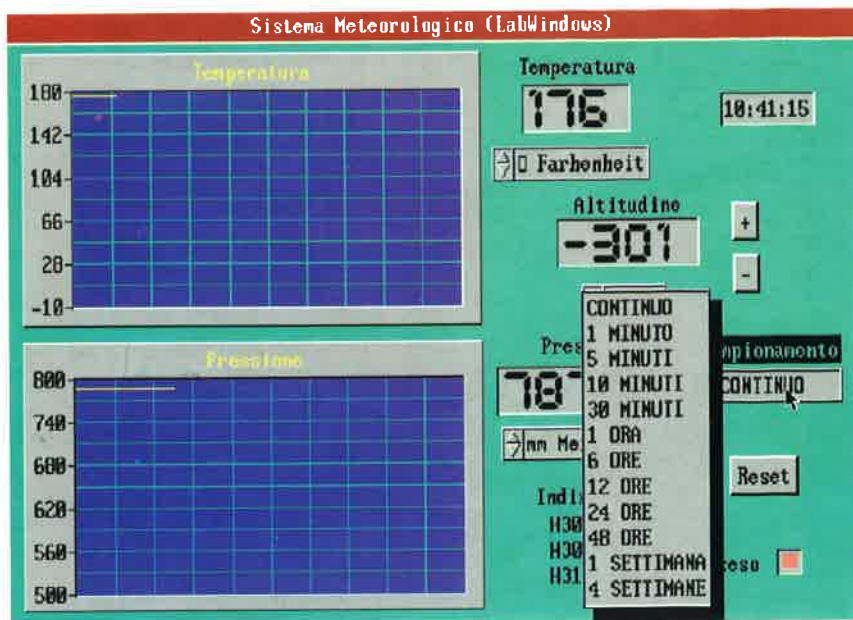 Sistema Meteorologico (LabWindows)
Temperatura
180
142
104
66
28
-10
Temperatura
176
10:41:15
Farhenheit
Altitudine
-301
+
-
Pressione
800
740
680
620
560
500
CONTINUO
1 MINUTO
5 MINUTI
10 MINUTI
30 MINUTI
1 ORA
6 ORE
12 ORE
24 ORE
48 ORE
1 SETTIMANA
4 SETTIMANE
Pres
787
mm Me
mpionamento
CONTINUO
Reset
Indi
H30
H30
H31
eso